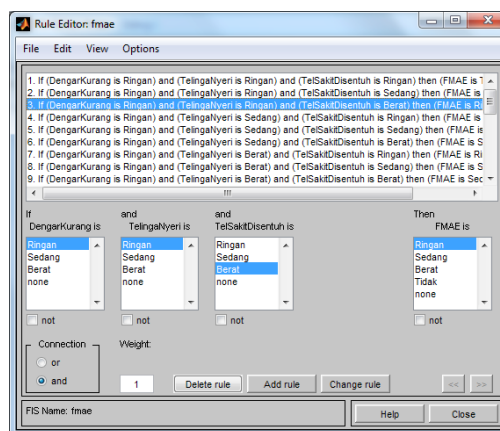 Rule Editor: fmae
File Edit View Options
1. If (DengarKurang is Ringan) and (TelingaNyeri is Ringan) and (TelSakitDisentuh is Ringan) then (FMAE is T
2. If (DengarKurang is Ringan) and (TelingaNyeri is Ringan) and (TelSakitDisentuh is Sedang) then (FMAE is
3. If (DengarKurang is Ringan) and (TelingaNyeri is Ringan) and (TelSakitDisentuh is Berat) then (FMAE is Ri
4. If (DengarKurang is Ringan) and (TelingaNyeri is Sedang) and (TelSakitDisentuh is Ringan) then (FMAE is
5. If (DengarKurang is Ringan) and (TelingaNyeri is Sedang) and (TelSakitDisentuh is Sedang) then (FMAE is
6. If (DengarKurang is Ringan) and (TelingaNyeri is Sedang) and (TelSakitDisentuh is Berat) then (FMAE is S
7. If (DengarKurang is Ringan) and (TelingaNyeri is Berat) and (TelSakitDisentuh is Ringan) then (FMAE is Ri
8. If (DengarKurang is Ringan) and (TelingaNyeri is Berat) and (TelSakitDisentuh is Sedang) then (FMAE is S
9. If (DengarKurang is Ringan) and (TelingaNyeri is Berat) and (TelSakitDisentuh is Berat) then (FMAE is Sec
If and and Then
DengarKurang is TelingaNyeri is TelSakitDisentuh is FMAE is
Ringan Ringan Ringan Ringan
Sedang Sedang Sedang Sedang
Berat Berat Berat Berat
none none none Tidak
none
not not not not
Connection Weight:
or
and 1 Delete rule Add rule Change rule << >>
FIS Name: fmae Help Close